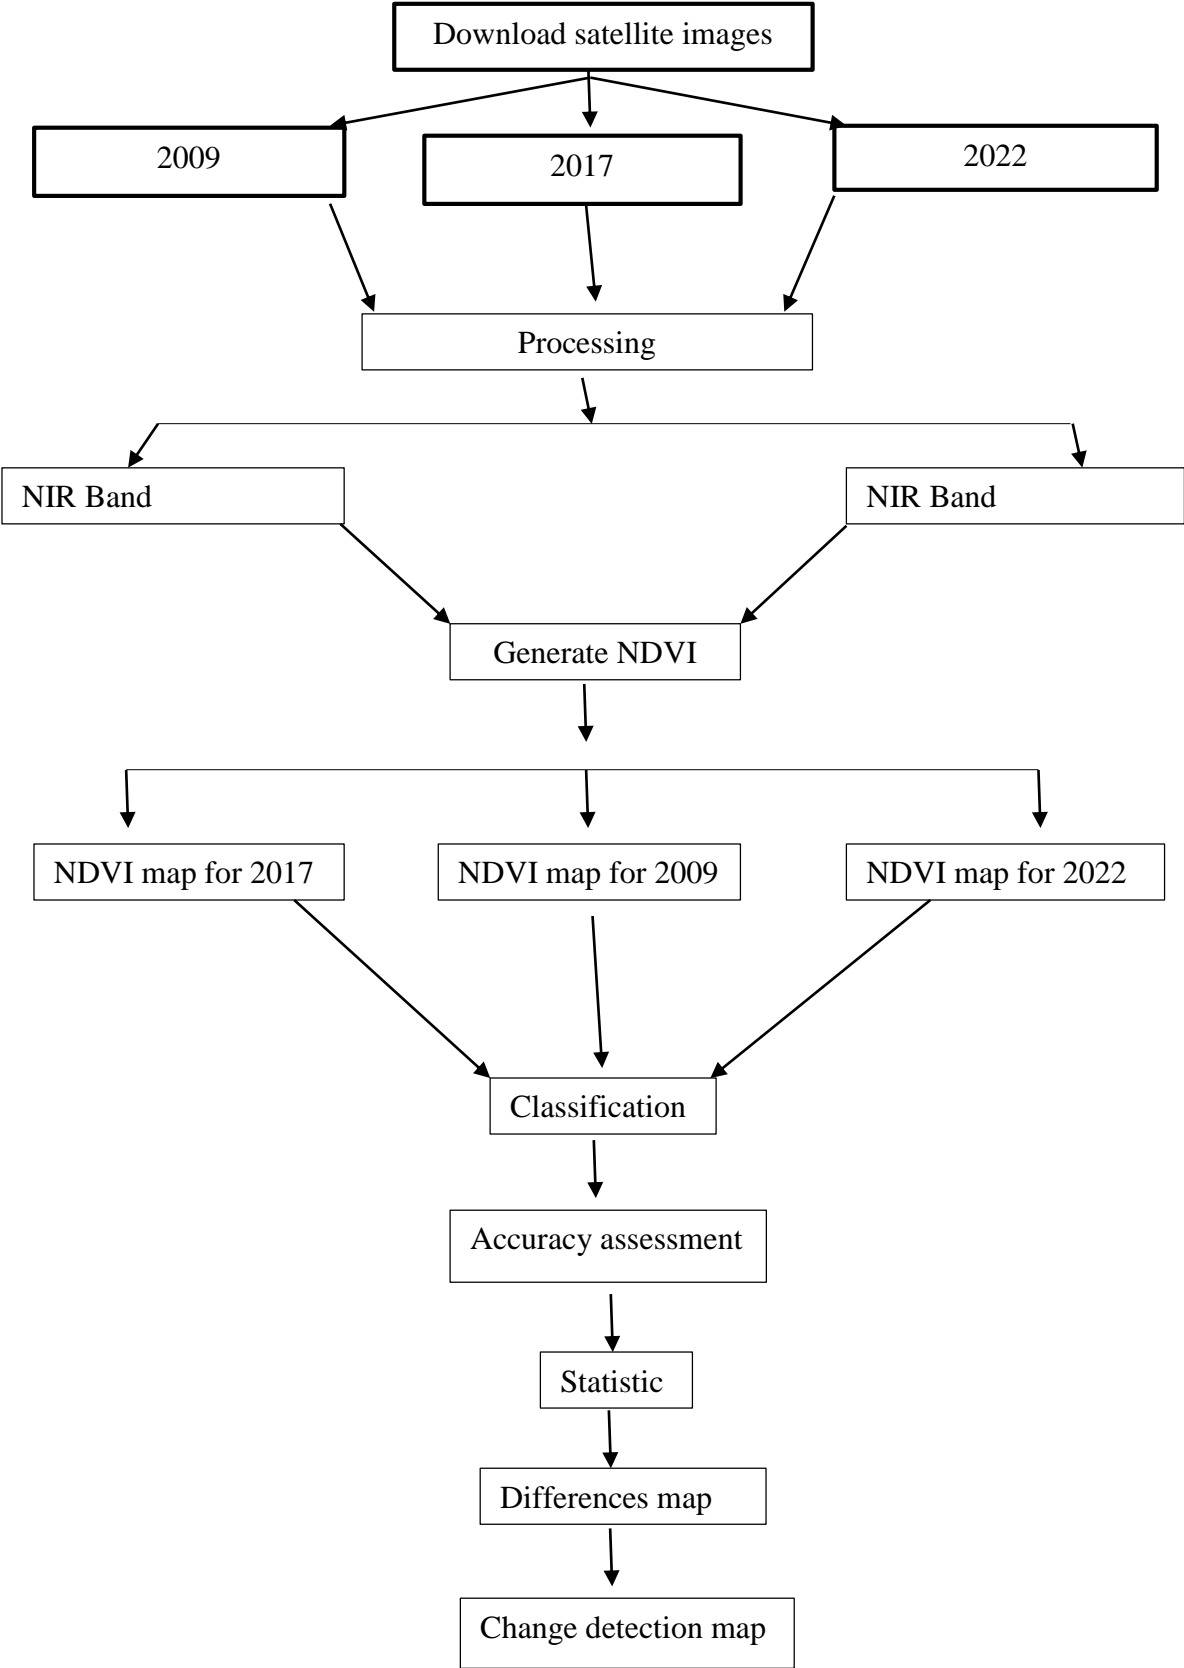 Download satellite images
2009
2017
2022
Processing
NIR Band
NIR Band
Generate NDVI
NDVI map for 2017
NDVI map for 2009
NDVI map for 2022
Classification
Accuracy assessment
Statistic
Differences map
Change detection map